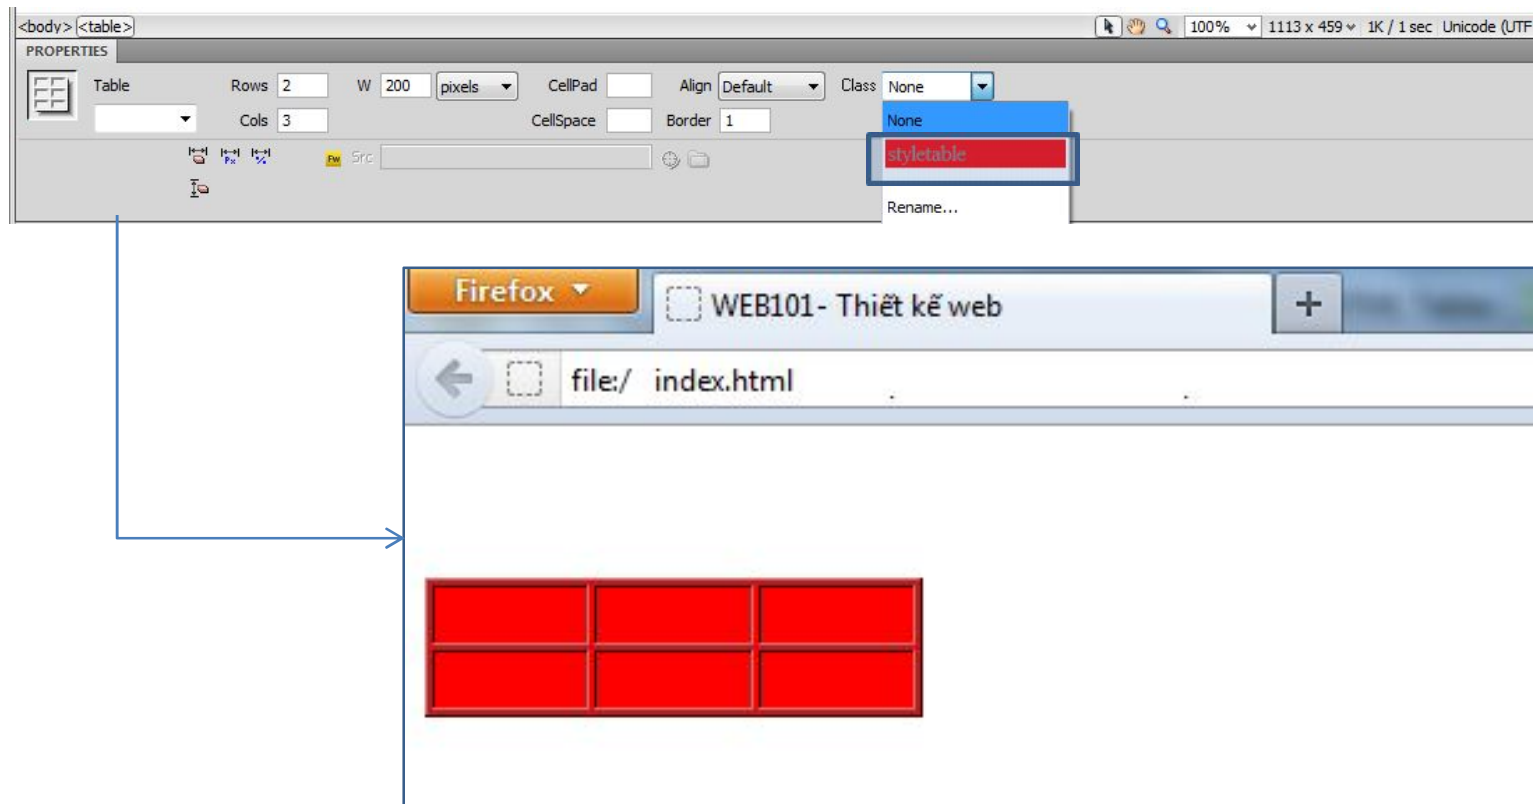 <body> <table> 100% 1113 x 459 1K / 1 sec Unicode (UTF
PROPERTIES
Table Rows 2 W 200 pixels CellPad Align Default Class None
Cols 3 CellSpace Border 1 None
Fw Src styletable
Rename...
Firefox
WEB101- Thiết kế web
file:/ index.html